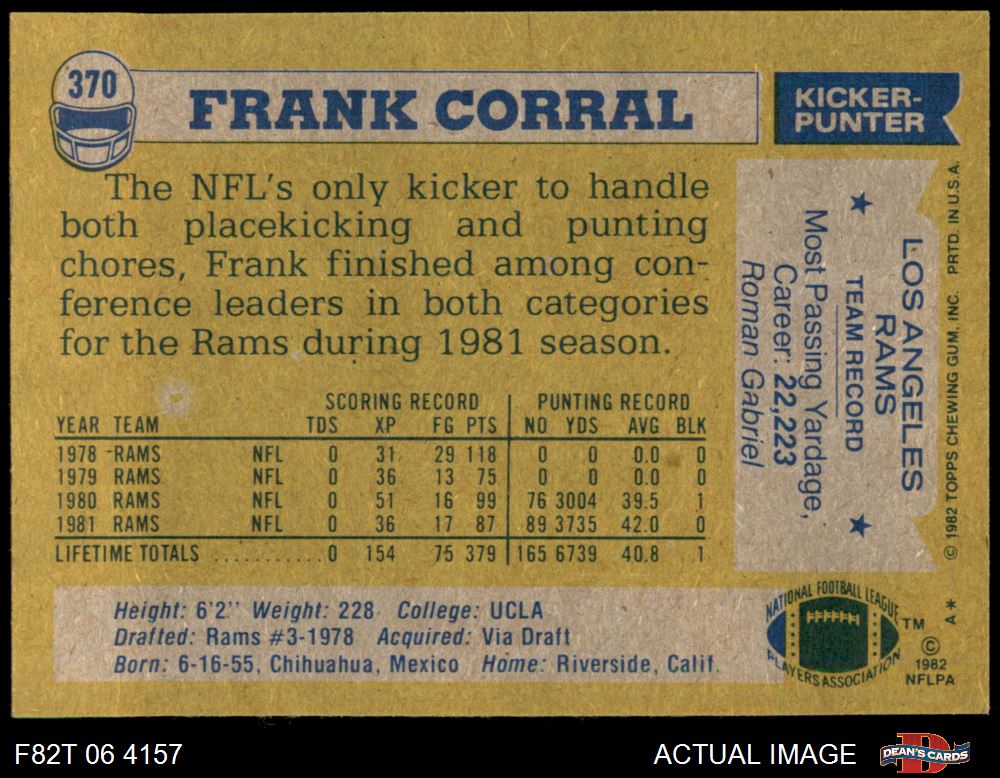 370
FRANK CORRAL
KICKER-
PUNTER
The NFL's only kicker to handle
both placekicking and punting
chores, Frank finished among con-
ference leaders in both categories
for the Rams during 1981 season.
SCORING RECORD PUNTING RECORD
YEAR TEAM TDS XP FG PTS NO YDS AVG BLK
1978 RAMS NFL 0 31 29 118 0 0 0.0 0
1979 RAMS NFL 0 36 13 75 0 0 0.0 0
1980 RAMS NFL 0 51 16 99 76 3004 39.5 1
1981 RAMS NFL 0 36 17 87 89 3735 42.0 0
LIFETIME TOTALS ..........0 154 75 379 165 6739 40.8 1
LOS ANGELES
RAMS
TEAM RECORD
Most Passing Yardage,
Career: 22,223
Roman Gabriel
© 1982 TOPPS CHEWING GUM, INC. PRTD. IN U.S.A.
Height: 6'2" Weight: 228 College: UCLA
Drafted: Rams #3-1978 Acquired: Via Draft
Born: 6-16-55, Chihuahua, Mexico Home: Riverside, Calif.
NATIONAL FOOTBALL LEAGUE
PLAYERS ASSOCIATION
TM
©
1982
NFLPA
A*
F82T 06 4157
ACTUAL IMAGE
D
DEAN'S CARDS